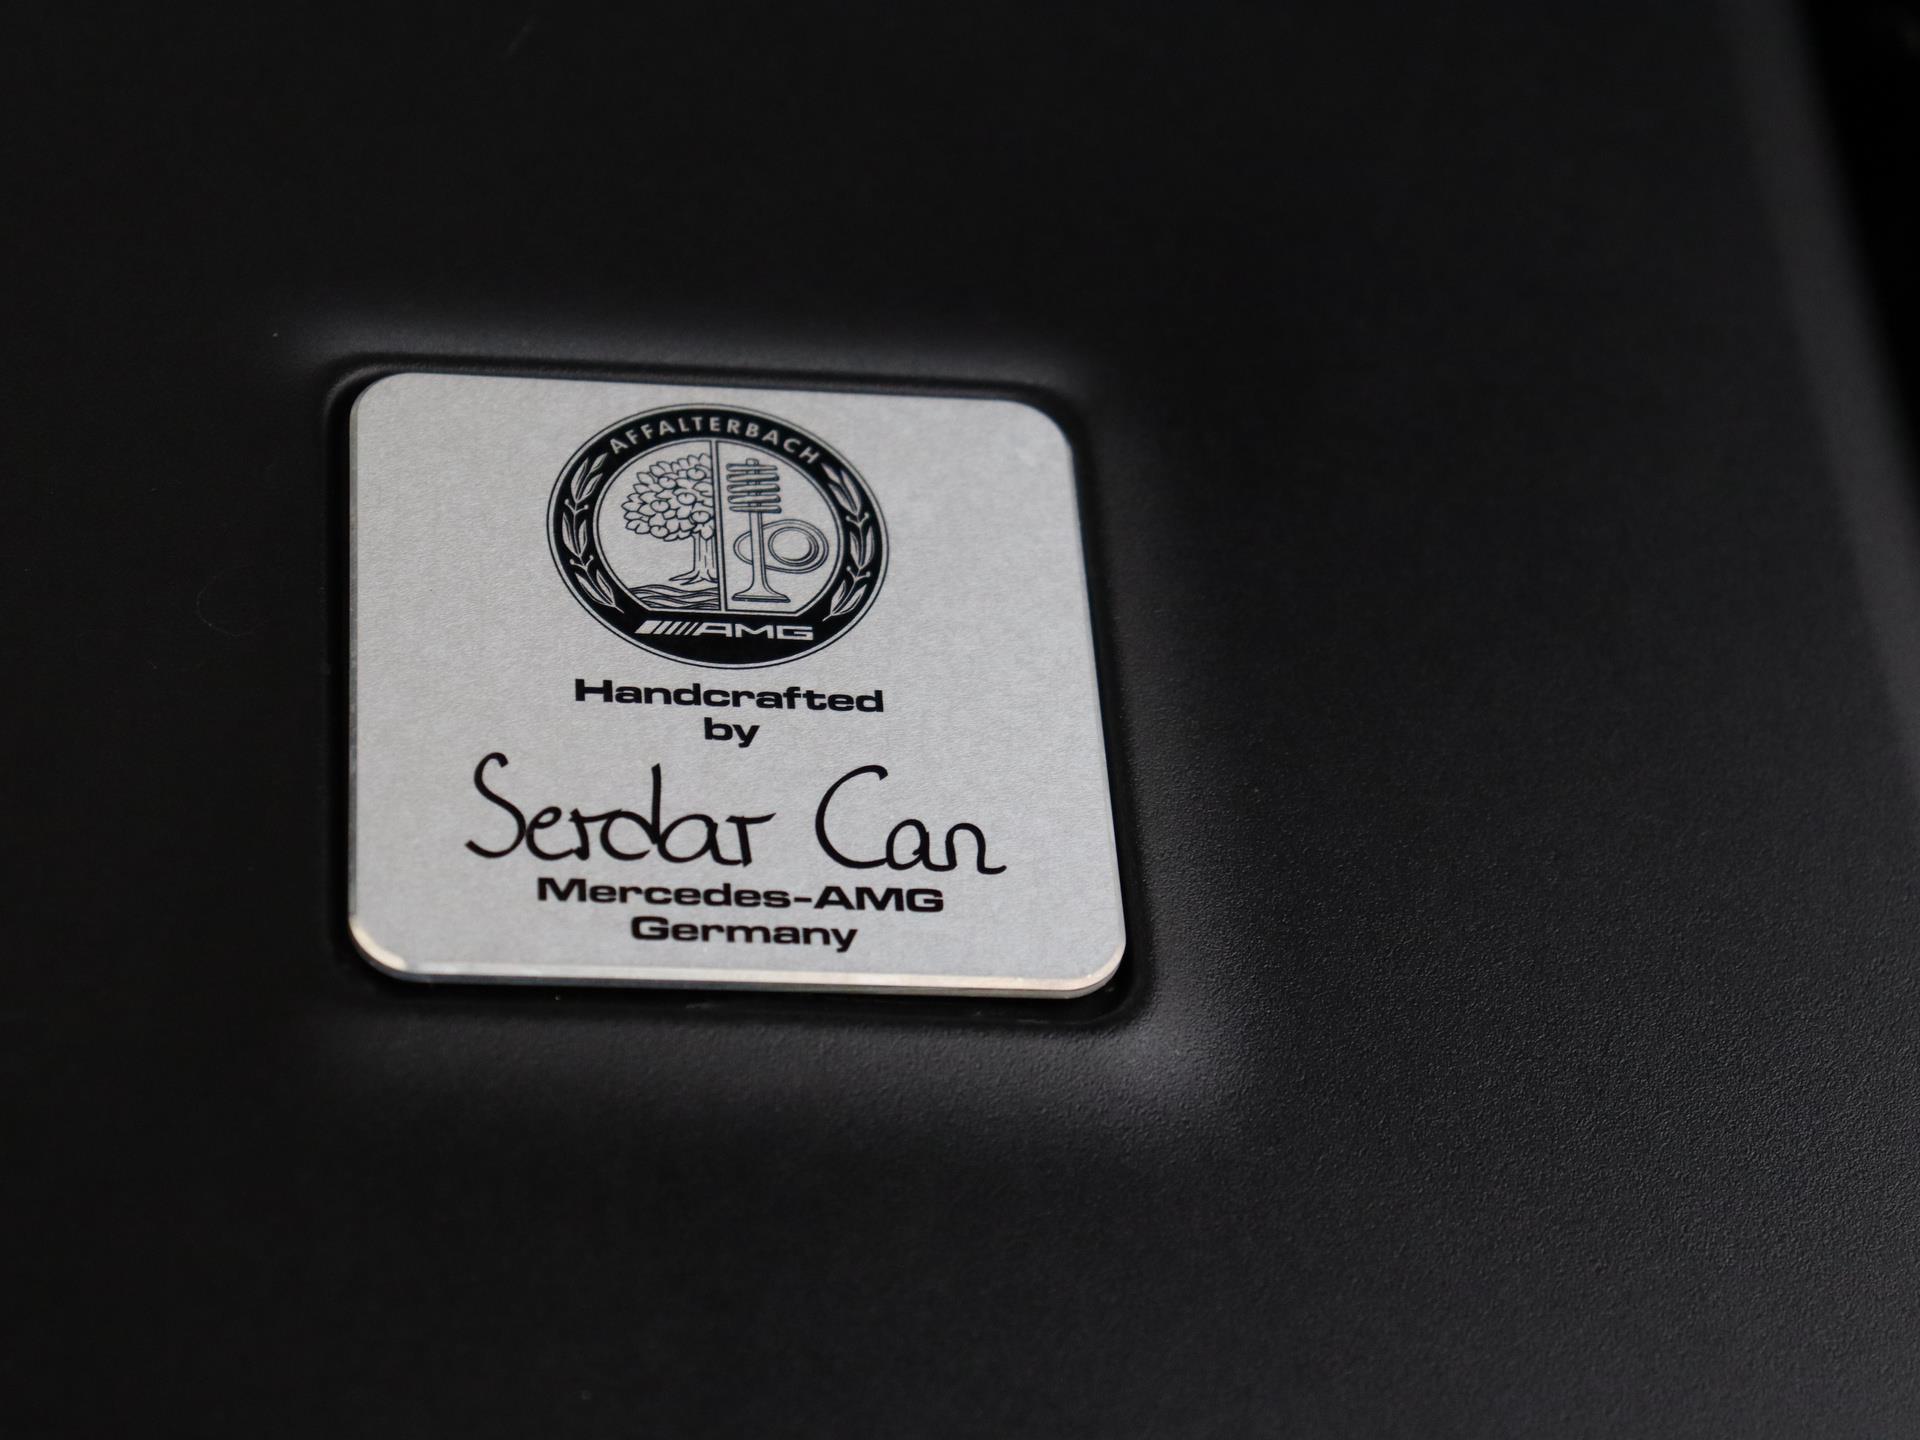 AFFALTERBACH
AMG
Handcrafted
by
Serdar Can
Mercedes-AMG
Germany